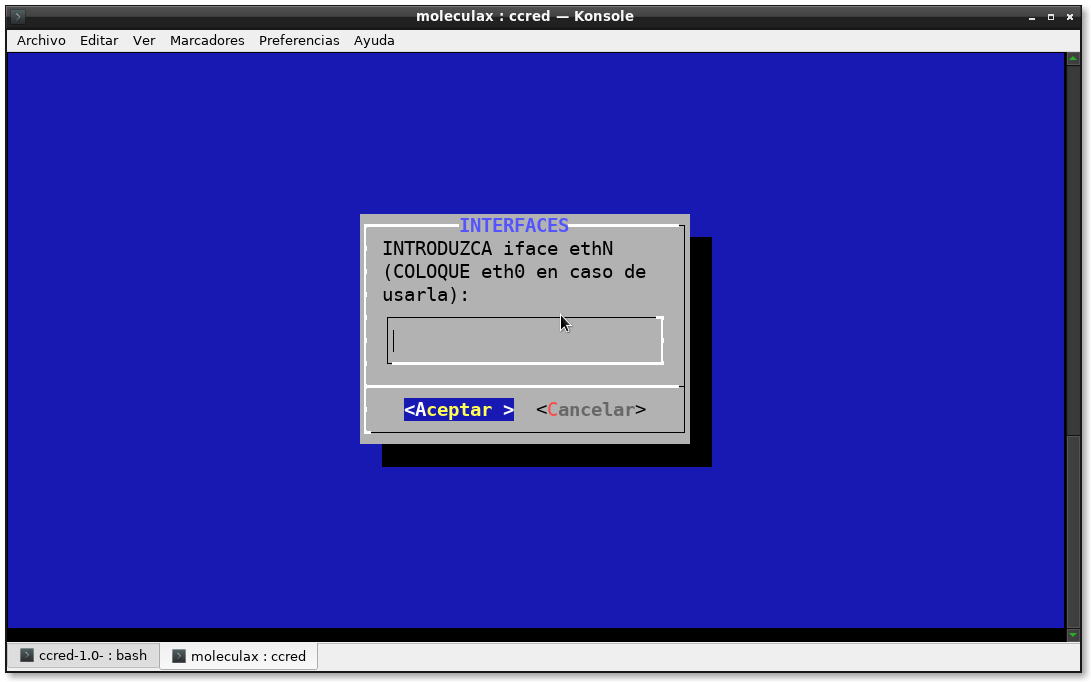 moleculax : ccred — Konsole
Archivo Editar Ver Marcadores Preferencias Ayuda
INTERFACES
INTRODUZCA iface ethN
(COLOQUE eth0 en caso de
usarla):
<Aceptar > <Cancelar>
ccred-1.0- : bash moleculax : ccred